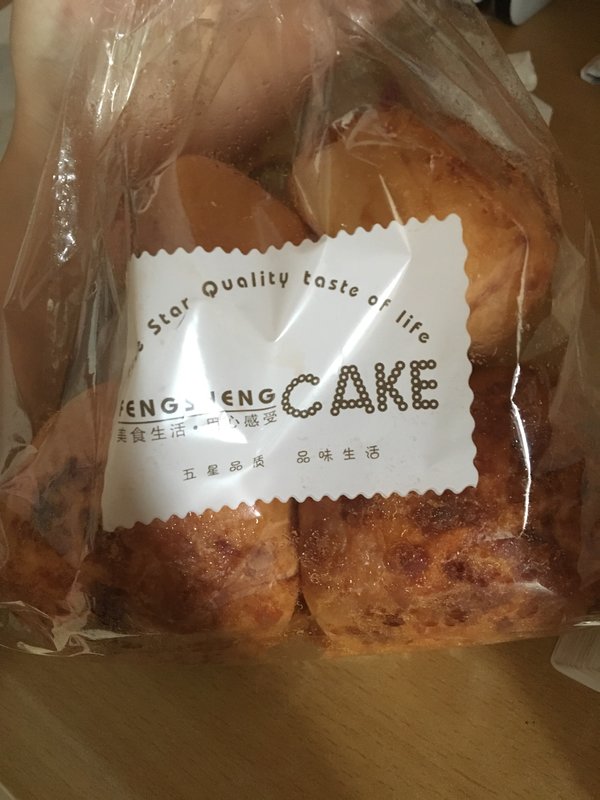 Star Quality taste of life
CAKE
美食生活·用心感受
五星品质 品味生活